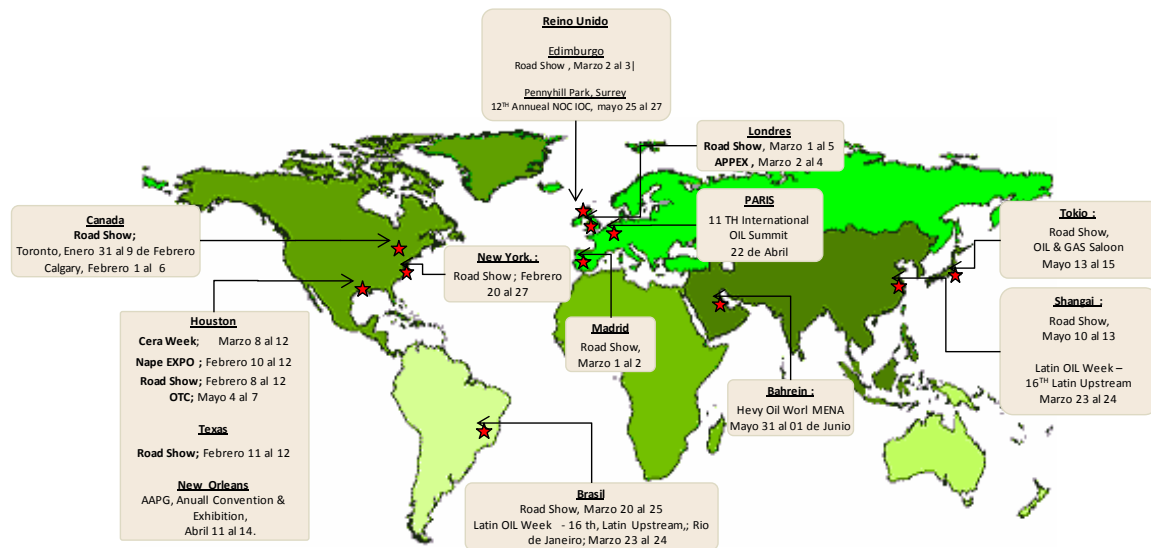 Reino Unido
Edimburgo
Road Show , Marzo 2 al 3|
Pennyhill Park, Surrey
12TH Annueal NOC IOC, mayo 25 al 27
Londres
Road Show, Marzo 1 al 5
APPEX , Marzo 2 al 4
PARIS
11 TH International
OIL Summit
22 de Abril
Canada
Road Show;
Toronto, Enero 31 al 9 de Febrero
Calgary, Febrero 1 al 6
New York. :
Road Show ; Febrero
20 al 27
Tokio :
Road Show,
OIL & GAS Saloon
Mayo 13 al 15
Houston
Cera Week; Marzo 8 al 12
Nape EXPO ; Febrero 10 al 12
Road Show; Febrero 8 al 12
OTC; Mayo 4 al 7
Texas
Road Show; Febrero 11 al 12
New Orleans
AAPG, Anuall Convention &
Exhibition,
Abril 11 al 14.
Madrid
Road Show,
Marzo 1 al 2
Shangai :
Road Show,
Mayo 10 al 13
Latin OIL Week –
16TH Latin Upstream
Marzo 23 al 24
Bahrein :
Hevy Oil Worl MENA
Mayo 31 al 01 de Junio
Brasil
Road Show, Marzo 20 al 25
Latin OIL Week - 16 th, Latin Upstream,; Rio
de Janeiro; Marzo 23 al 24